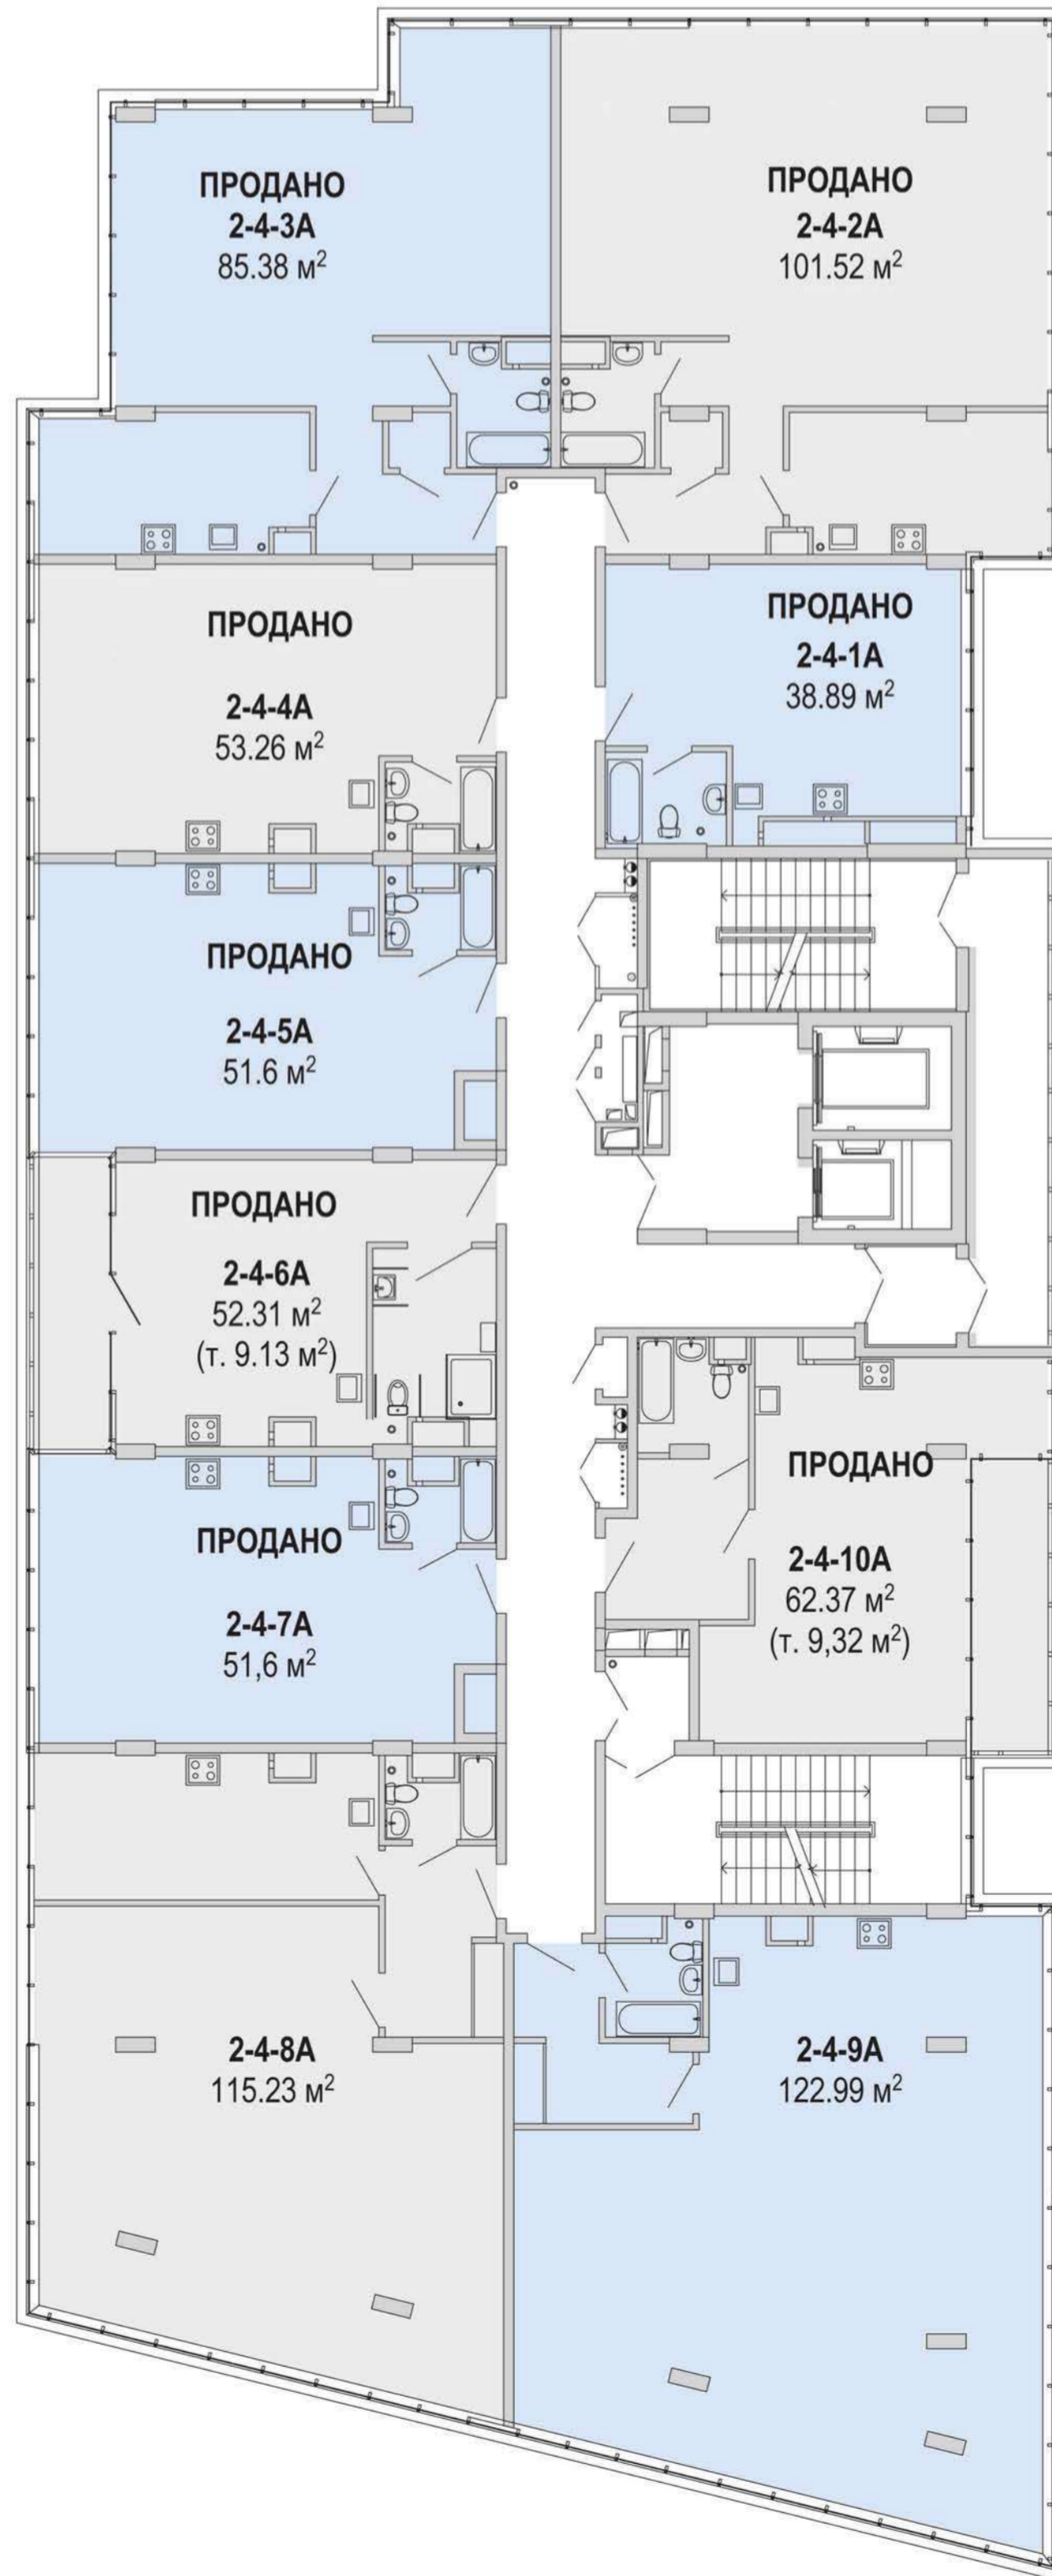 ПРОДАНО
2-4-3А
85.38 м²
ПРОДАНО
2-4-2А
101.52 м²
ПРОДАНО
2-4-4А
53.26 м²
ПРОДАНО
2-4-1А
38.89 м²
ПРОДАНО
2-4-5А
51.6 м²
ПРОДАНО
2-4-6А
52.31 м²
(т. 9.13 м²)
ПРОДАНО
2-4-10А
62.37 м²
(т. 9,32 м²)
ПРОДАНО
2-4-7А
51,6 м²
2-4-8А
115.23 м²
2-4-9А
122.99 м²